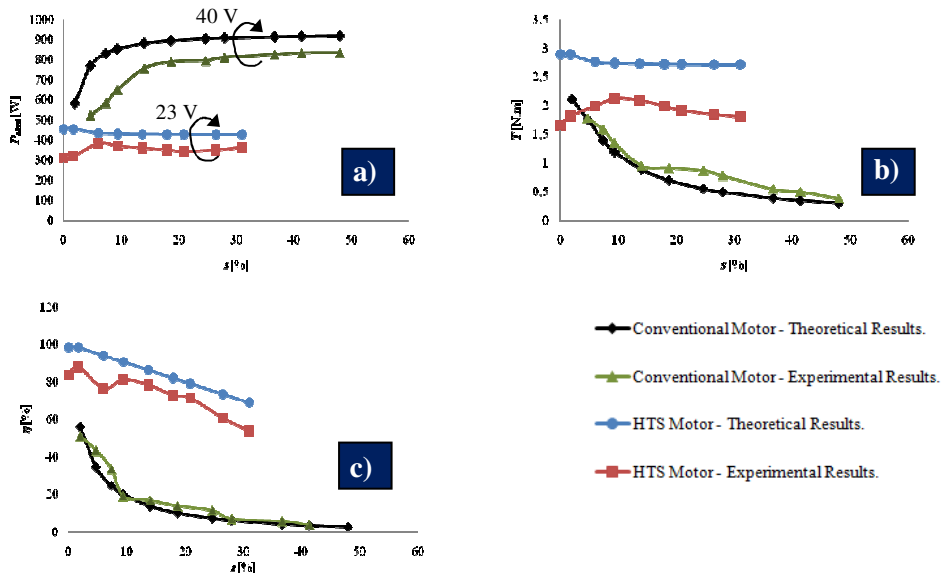 40 V
1000
900
800
700
600
500
400
300
200
100
0
23 V
a)
0 10 20 30 40 50 60
s[%]
T[N.m]
3.5
3
2.5
2
1.5
1
0.5
0
b)
0 10 20 30 40 50 60
s[%]
η[%]
120
100
80
60
40
20
0
c)
0 10 20 30 40 50 60
s[%]
Conventional Motor - Theoretical Results.
Conventional Motor - Experimental Results.
HTS Motor - Theoretical Results.
HTS Motor - Experimental Results.